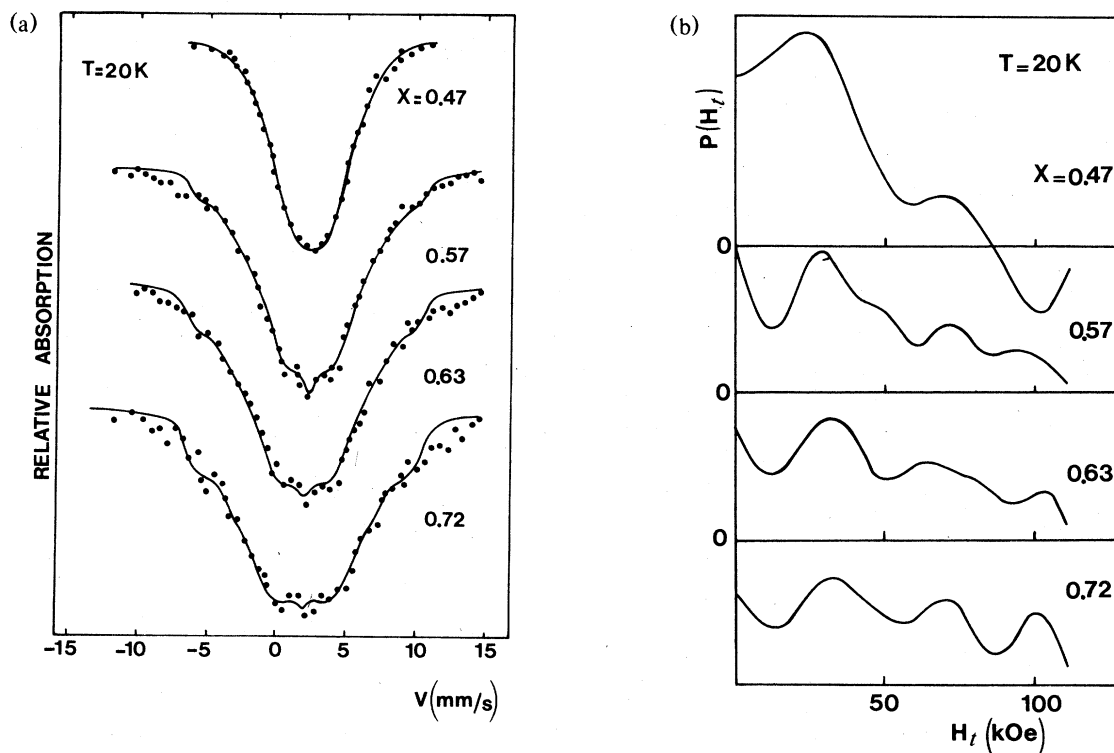 (a)
T=20K
X=0.47
0.57
0.63
0.72
RELATIVE ABSORPTION
-15 -10 -5 0 5 10 15
V(mm/s)
(b)
T=20K
P(Ht)
X=0.47
0
0.57
0
0.63
0
0.72
50 100
Ht (kOe)